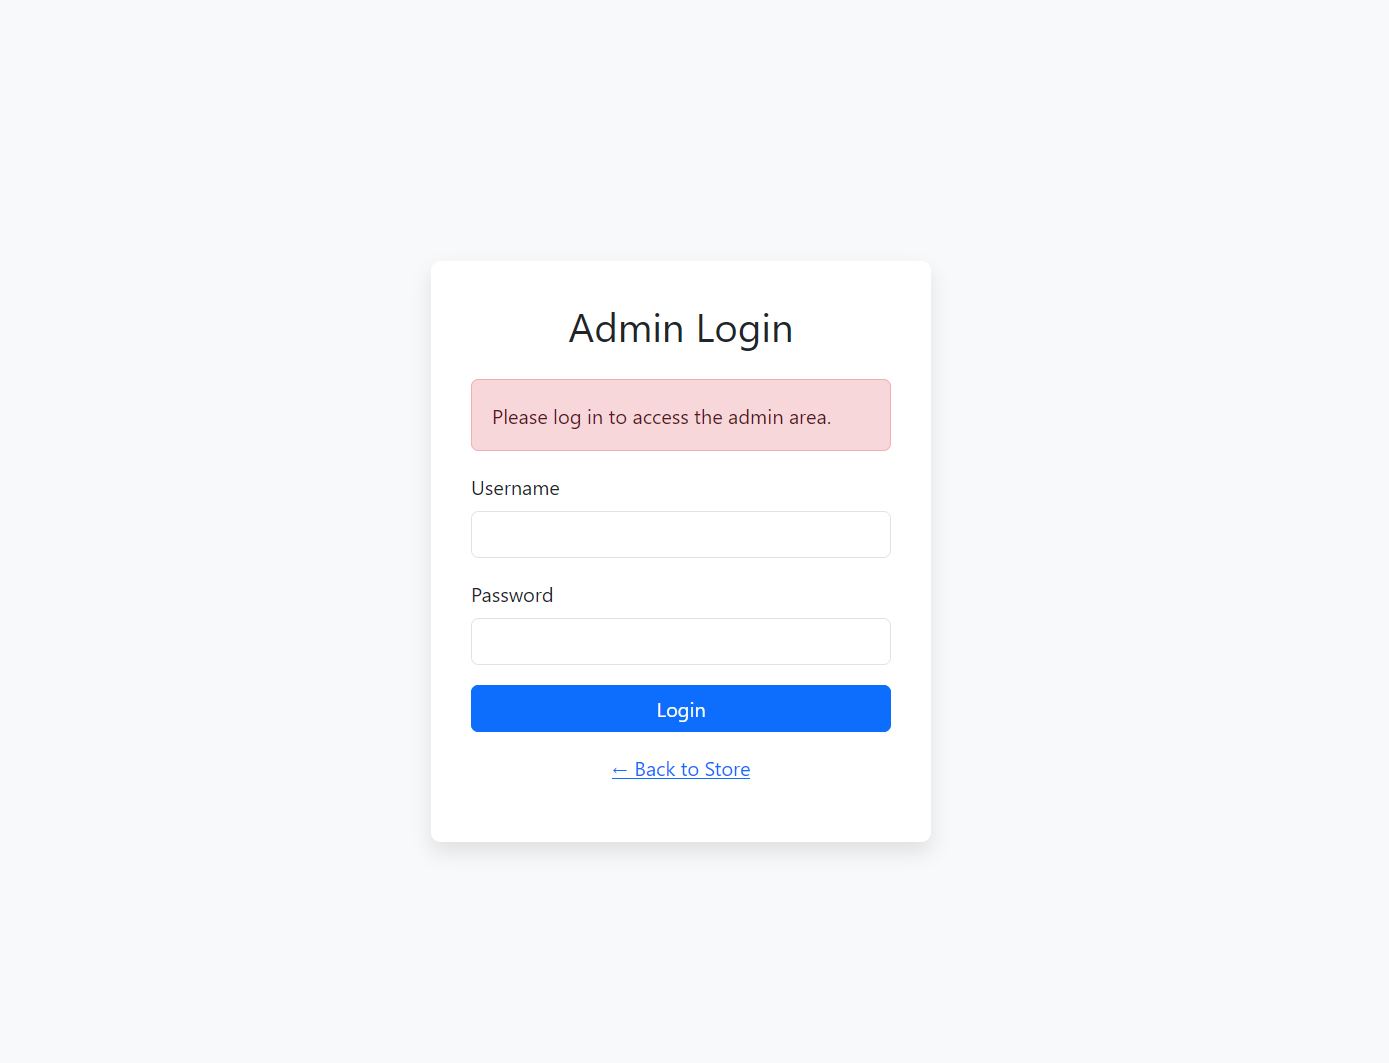 Admin Login
Please log in to access the admin area.
Username
Password
Login
← Back to Store